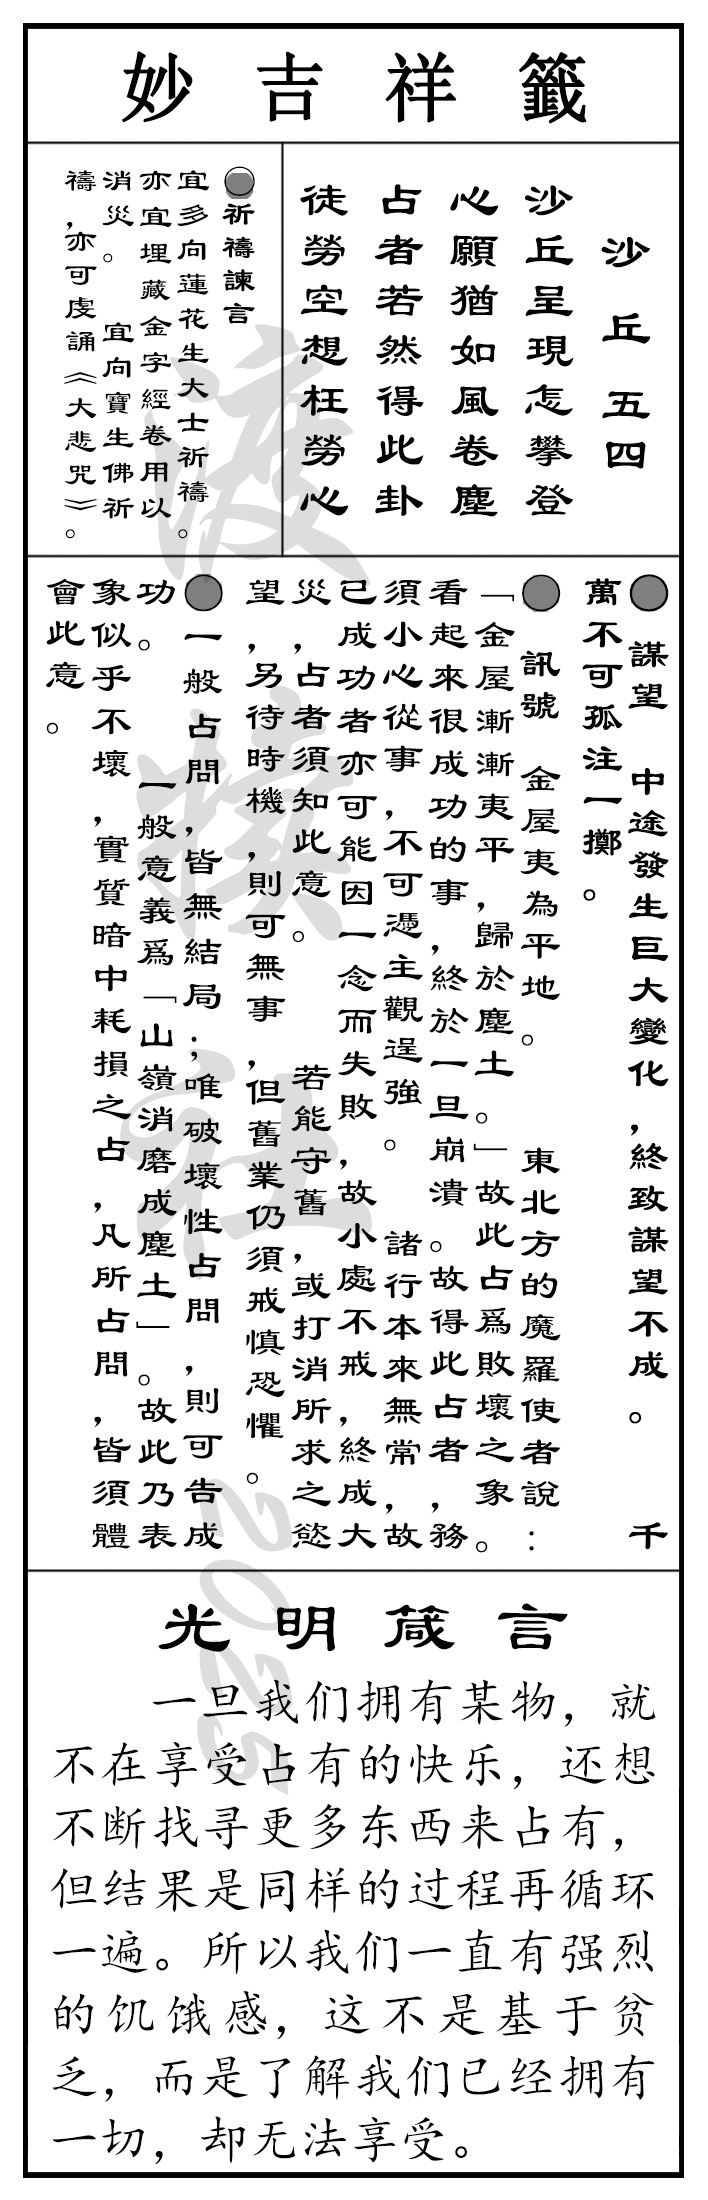 妙吉祥籤
沙丘 五四
沙丘呈現怎攀登
心願猶如風卷塵
占者若然得此卦
徒勞空想枉勞心
●祈禱諫言
宜多向蓮花生大士祈禱。
亦宜埋藏金字經卷用以
消災。 宜向寶生佛祈
禱，亦可虔誦《大悲咒》。
●謀望 中途發生巨大變化，終致謀望不成。 千
萬不可孤注一擲。
●訊號 金屋夷為平地。 東北方的魔羅使者說：
「金屋漸漸夷平，歸於塵土。」故此占爲敗壞之象。
看起來很成功的事，終於一旦崩潰。故得此占者，務
須小心從事，不可憑主觀逞強。 諸行本來無常，故
已成功者亦可能因一念而失敗，故小處不戒，終成大
災，占者須知此意。 若能守舊，或打消所求之慾
望，另待時機，則可無事，但舊業仍須戒慎恐懼。
●一般占問，皆無結局；唯破壞性占問，則可告成
功。 一般意義爲「山嶺消磨成塵土」。故此乃表
象似乎不壞，實質暗中耗損之占，凡所占問，皆須體
會此意。
光明箴言
一旦我们拥有某物，就
不在享受占有的快乐，还想
不断找寻更多东西来占有，
但结果是同样的过程再循环
一遍。所以我们一直有强烈
的饥饿感，这不是基于贫
乏，而是了解我们已经拥有
一切，却无法享受。
2025